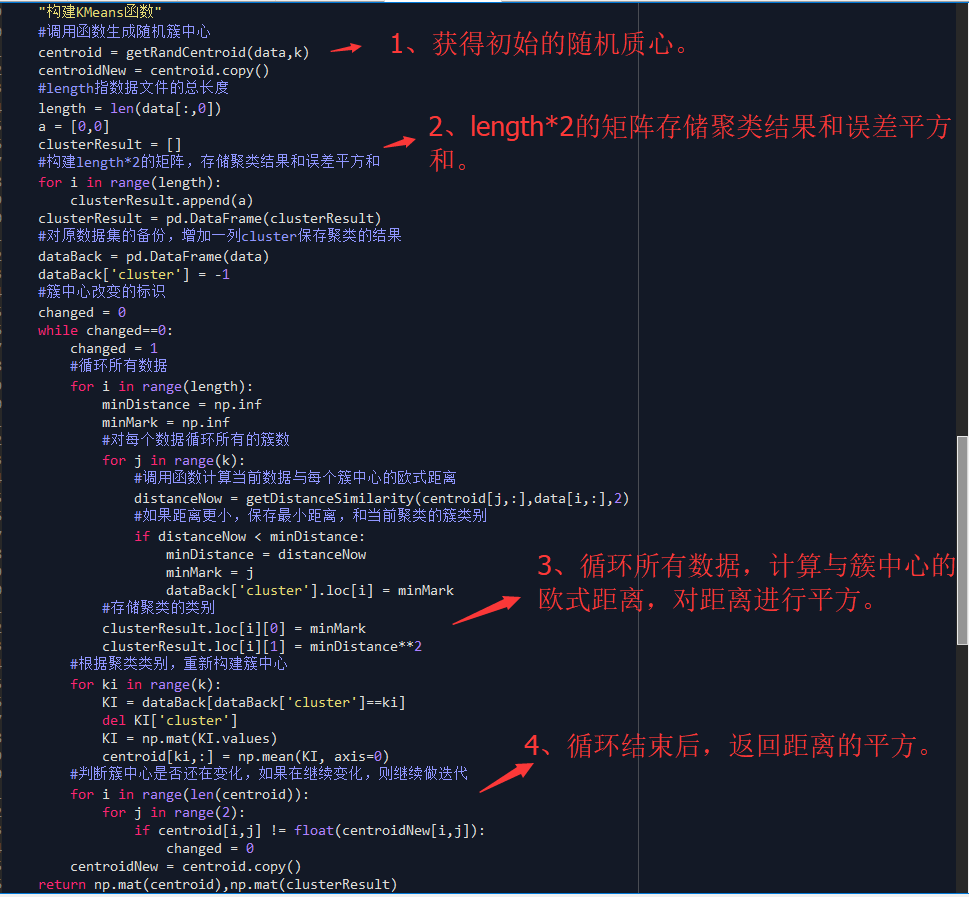 "构建KMeans函数"
#调用函数生成随机簇中心
centroid = getRandCentroid(data,k)
1、获得初始的随机质心。
centroidNew = centroid.copy()
#length指数据文件的总长度
length = len(data[:,0])
a = [0,0]
clusterResult = []
2、length*2的矩阵存储聚类结果和误差平方
和。
#构建length*2的矩阵，存储聚类结果和误差平方和
for i in range(length):
clusterResult.append(a)
clusterResult = pd.DataFrame(clusterResult)
#对原数据集的备份，增加一列cluster保存聚类的结果
dataBack = pd.DataFrame(data)
dataBack['cluster'] = -1
#簇中心改变的标识
changed = 0
while changed==0:
changed = 1
#循环所有数据
for i in range(length):
minDistance = np.inf
minMark = np.inf
#对每个数据循环所有的簇数
for j in range(k):
#调用函数计算当前数据与每个簇中心的欧式距离
distanceNow = getDistanceSimilarity(centroid[j,:],data[i,:],2)
#如果距离更小，保存最小距离，和当前聚类的簇类别
if distanceNow < minDistance:
minDistance = distanceNow
minMark = j
dataBack['cluster'].loc[i] = minMark
3、循环所有数据，计算与簇中心的
欧式距离，对距离进行平方。
#存储聚类的类别
clusterResult.loc[i][0] = minMark
clusterResult.loc[i][1] = minDistance**2
#根据聚类类别，重新构建簇中心
for ki in range(k):
KI = dataBack[dataBack['cluster']==ki]
del KI['cluster']
KI = np.mat(KI.values)
centroid[ki,:] = np.mean(KI, axis=0)
4、循环结束后，返回距离的平方。
#判断簇中心是否还在变化，如果在继续变化，则继续做迭代
for i in range(len(centroid)):
for j in range(2):
if centroid[i,j] != float(centroidNew[i,j]):
changed = 0
centroidNew = centroid.copy()
return np.mat(centroid),np.mat(clusterResult)